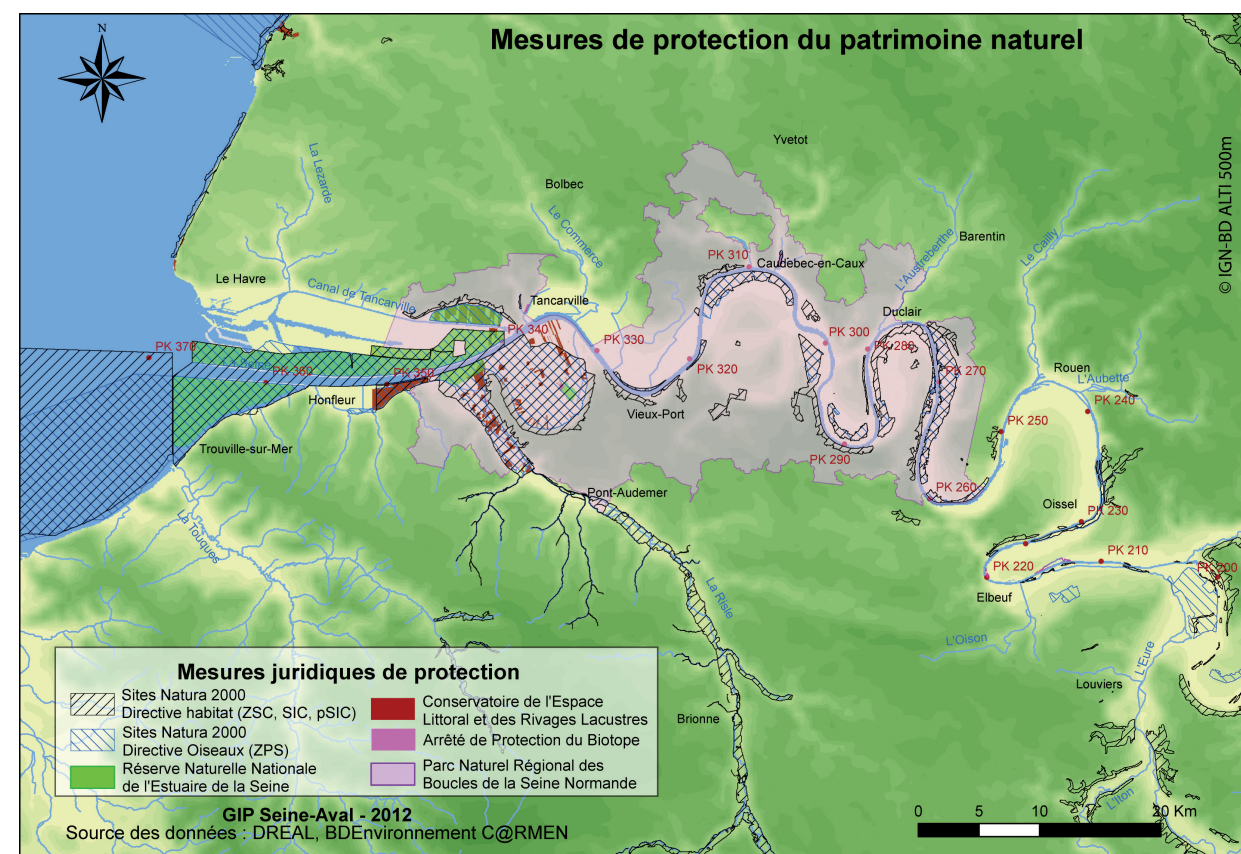 Mesures de protection du patrimoine naturel
N
© IGN-BD ALTI 500m
Yvetot
La Lezarde
Bolbec
Le Commerce
Barentin
L'Austreberthe
Le Cailly
PK 310
Caudebec-en-Caux
Le Havre
Canal de Tancarville
Tancarville
Duclair
PK 340
PK 330
PK 300
PK 280
PK 370
PK 360
PK 350
PK 320
PK 270
Rouen
L'Aubette
Honfleur
Vieux-Port
PK 240
PK 250
Trouville-sur-Mer
PK 290
Pont-Audemer
PK 260
Oissel
PK 230
La Touques
PK 210
PK 220
PK 200
Elbeuf
La Risle
L'Oison
L'Eure
Louviers
Brionne
L'Iton
Mesures juridiques de protection
Sites Natura 2000
Directive habitat (ZSC, SIC, pSIC)
Sites Natura 2000
Directive Oiseaux (ZPS)
Réserve Naturelle Nationale
de l'Estuaire de la Seine
Conservatoire de l'Espace
Littoral et des Rivages Lacustres
Arrêté de Protection du Biotope
Parc Naturel Régional des
Boucles de la Seine Normande
GIP Seine-Aval - 2012
Source des données : DREAL, BDEnvironnement C@RMEN
0 5 10 20 Km